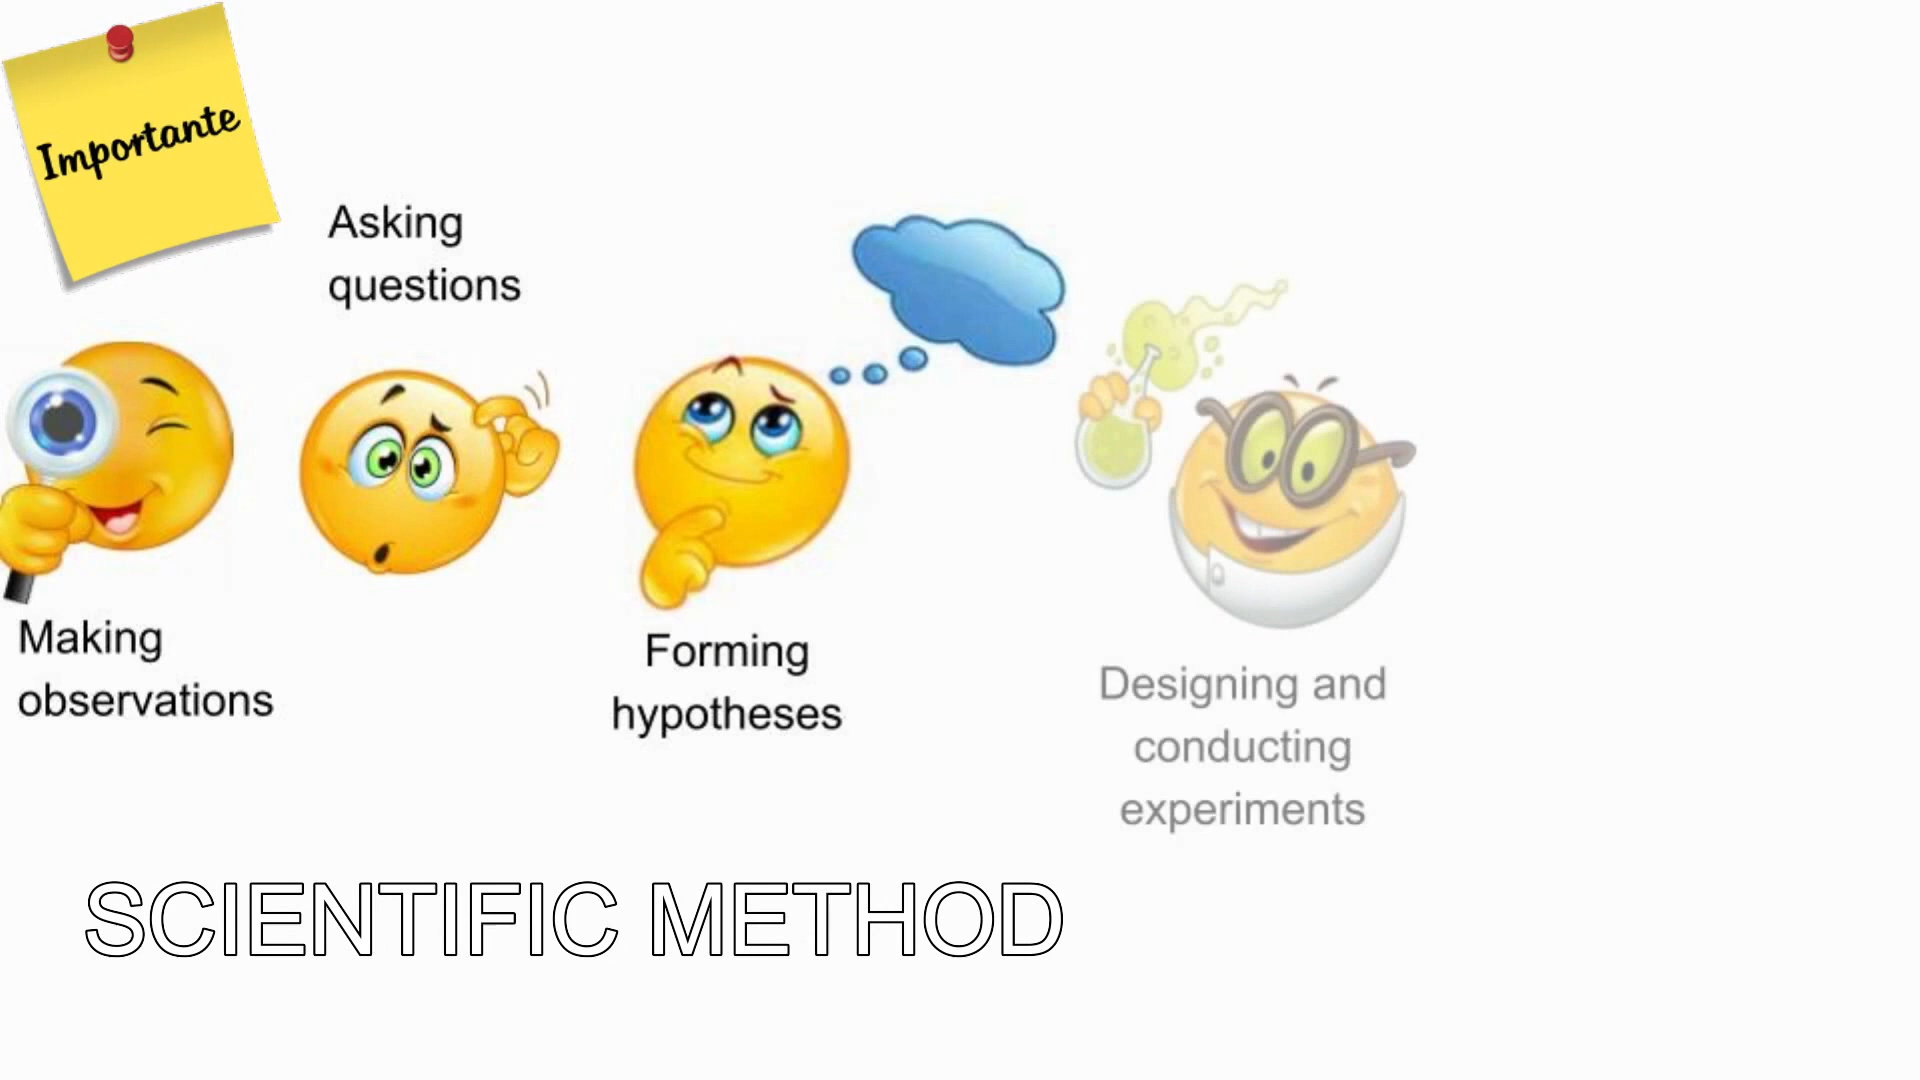 Importante
Asking
questions
Making
observations
Forming
hypotheses
Designing and
conducting
experiments
SCIENTIFIC METHOD